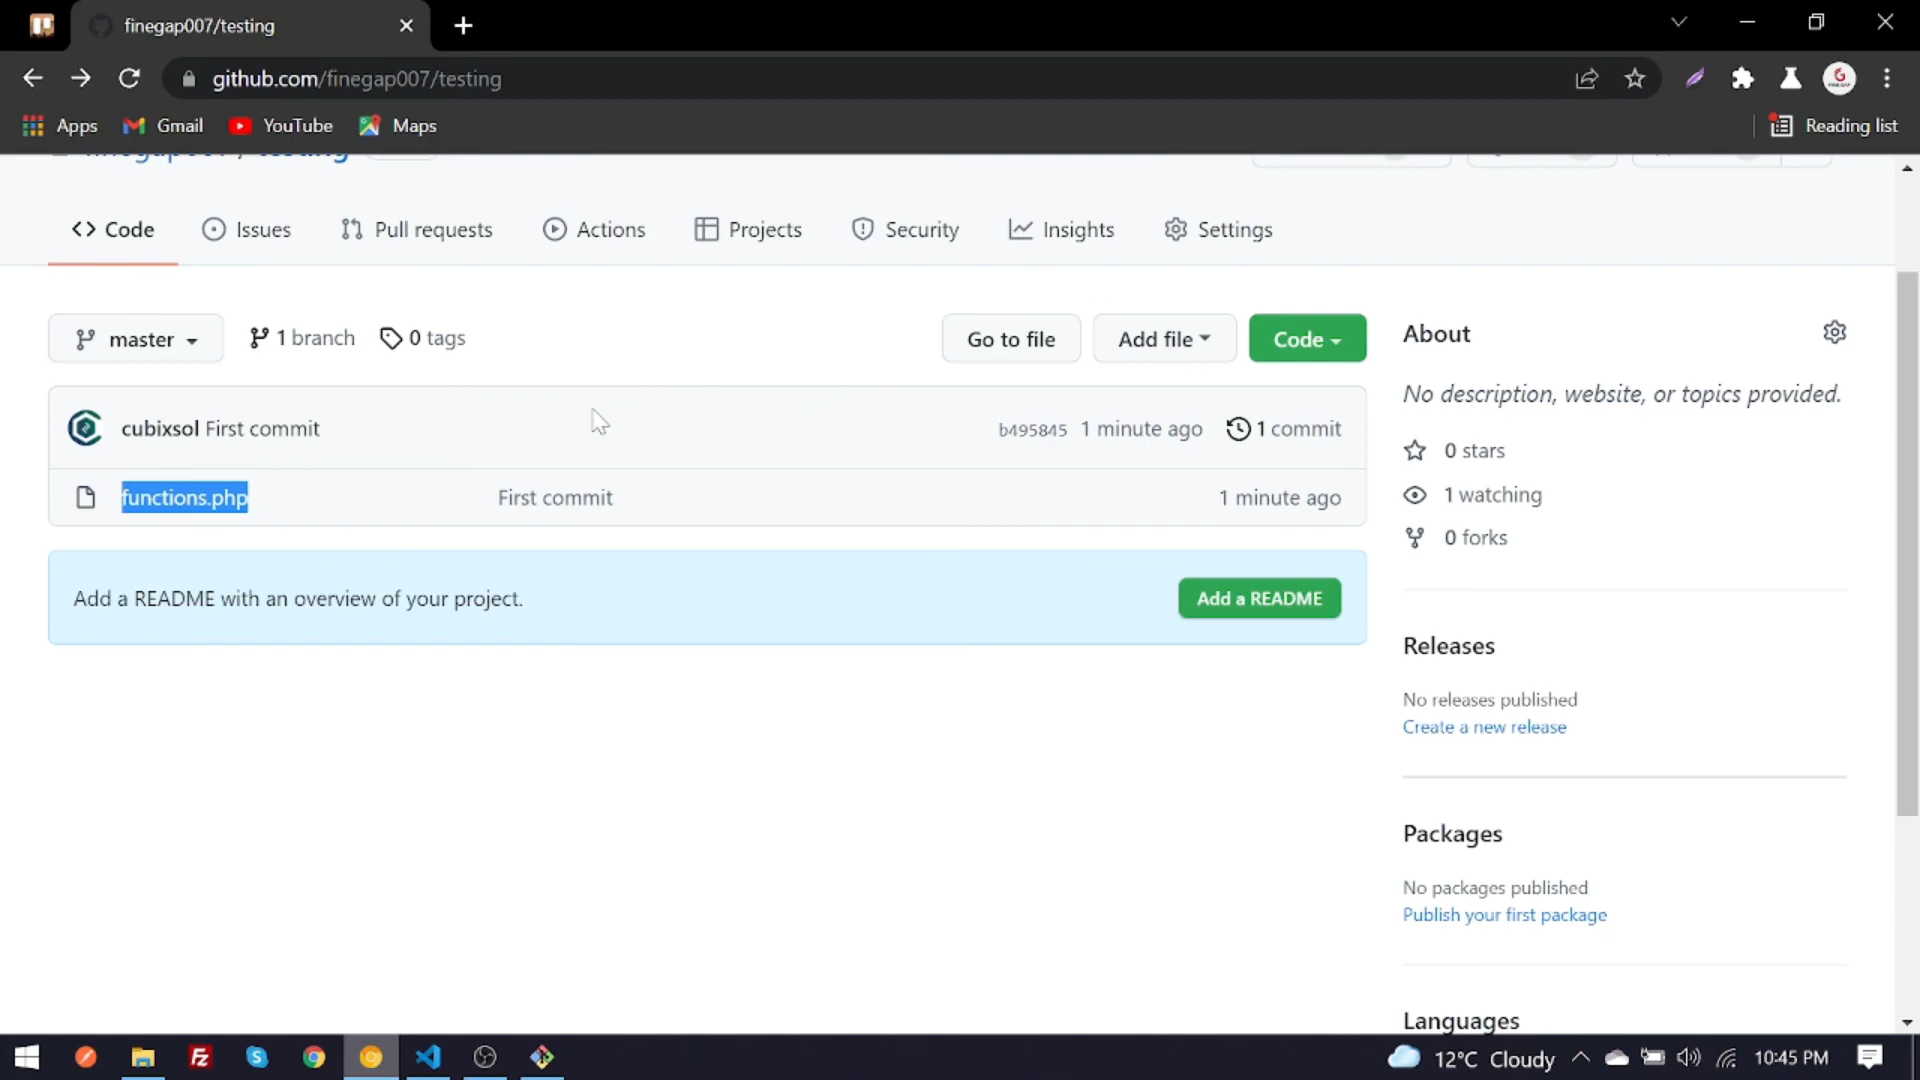 finegap007/testing
github.com/finegap007/testing
Apps Gmail YouTube Maps Reading list
Code Issues Pull requests Actions Projects Security Insights Settings
master 1 branch 0 tags Go to file Add file Code
cubixsol First commit b495845 1 minute ago 1 commit
functions.php First commit 1 minute ago
Add a README with an overview of your project. Add a README
About
No description, website, or topics provided.
0 stars
1 watching
0 forks
Releases
No releases published
Create a new release
Packages
No packages published
Publish your first package
Languages
12°C Cloudy 10:45 PM